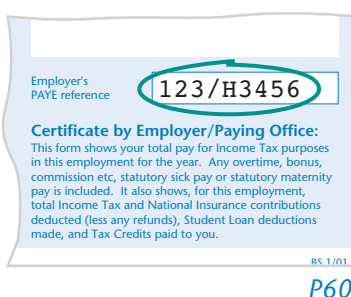 Employer's
PAYE reference
123/H3456
Certificate by Employer/Paying Office:
This form shows your total pay for Income Tax purposes
in this employment for the year. Any overtime, bonus,
commission etc, statutory sick pay or statutory maternity
pay is included. It also shows, for this employment,
total Income Tax and National Insurance contributions
deducted (less any refunds), Student Loan deductions
made, and Tax Credits paid to you.
BS 1/01
P60